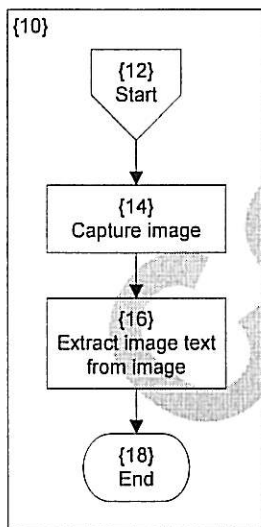 {10}
{12}
Start
{14}
Capture image
{16}
Extract image text
from image
{18}
End